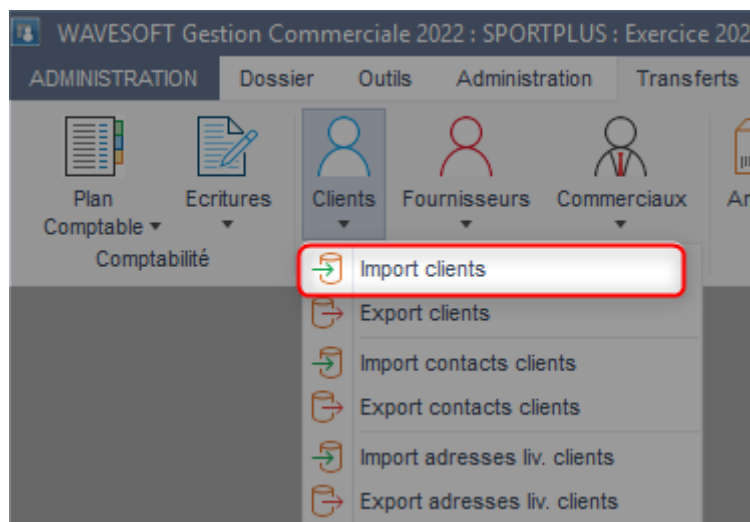 WAVESOFT Gestion Commerciale 2022 : SPORTPLUS : Exercice 202
ADMINISTRATION Dossier Outils Administration Transferts
Plan Comptable
Ecritures
Clients
Fournisseurs
Commerciaux
Ar
Comptabilité
Import clients
Export clients
Import contacts clients
Export contacts clients
Import adresses liv. clients
Export adresses liv. clients